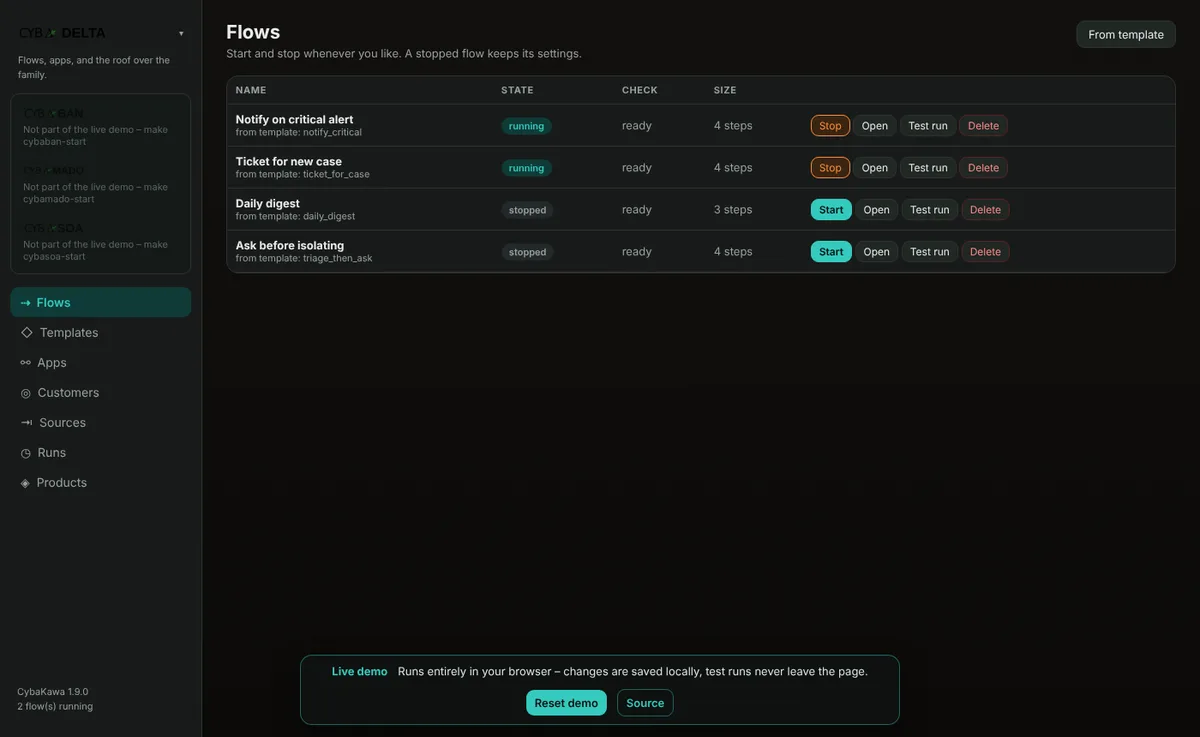 CYBA DELTA
Flows, apps, and the roof over the
family.
CYBABAN
Not part of the live demo – make
cybaban-start
CYBAMADO
Not part of the live demo – make
cybamado-start
CYBASOA
Not part of the live demo – make
cybasoa-start
Flows
Templates
Apps
Customers
Sources
Runs
Products
CybaKawa 1.9.0
2 flow(s) running
Flows
Start and stop whenever you like. A stopped flow keeps its settings.
From template
NAME STATE CHECK SIZE
Notify on critical alert running ready 4 steps Stop Open Test run Delete
from template: notify_critical
Ticket for new case running ready 4 steps Stop Open Test run Delete
from template: ticket_for_case
Daily digest stopped ready 3 steps Start Open Test run Delete
from template: daily_digest
Ask before isolating stopped ready 4 steps Start Open Test run Delete
from template: triage_then_ask
Live demo Runs entirely in your browser – changes are saved locally, test runs never leave the page.
Reset demo Source